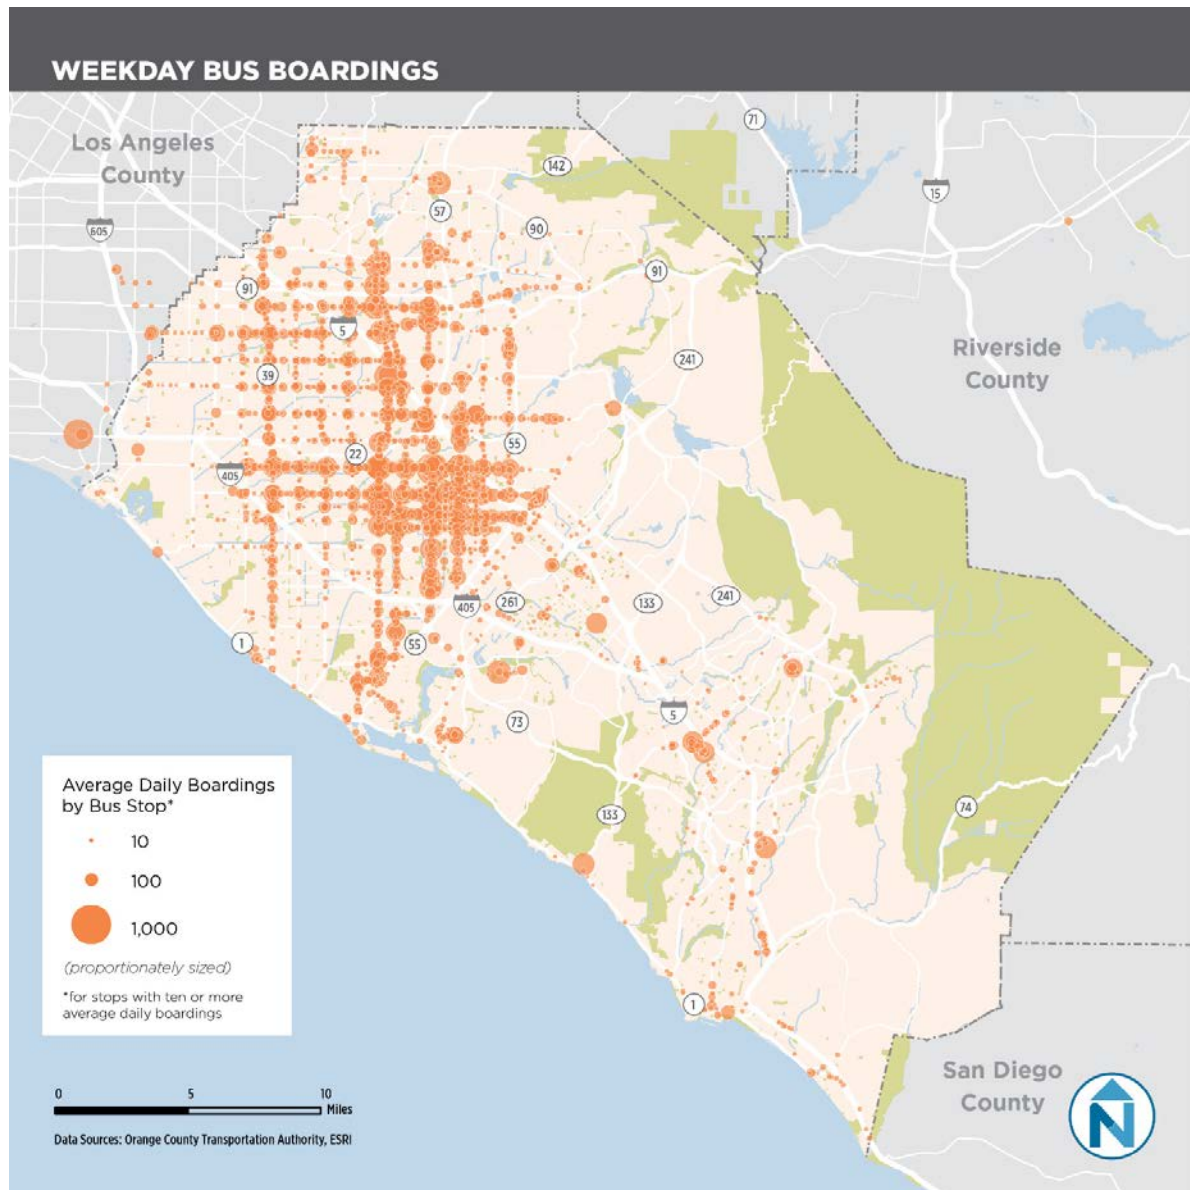 WEEKDAY BUS BOARDINGS
Los Angeles
County
71
142
15
605
57
90
91
91
5
Riverside
County
241
39
55
22
405
261
405
133
241
1
55
73
5
133
74
1
Average Daily Boardings
by Bus Stop*
10
100
1,000
(proportionately sized)
*for stops with ten or more
average daily boardings
San Diego
County
N
0 5 10
Miles
Data Sources: Orange County Transportation Authority, ESRI